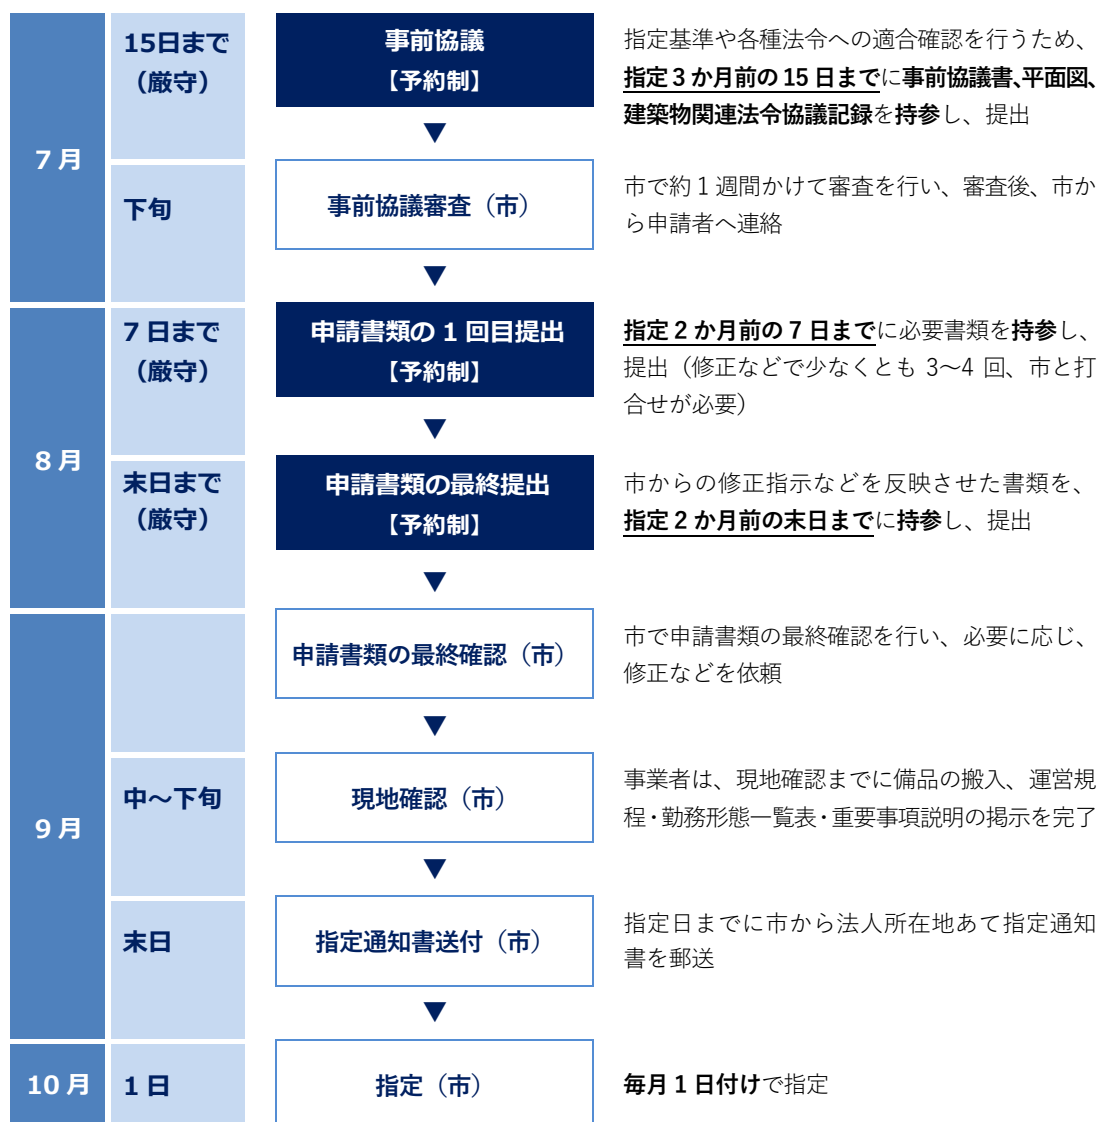 7月
15日まで
（厳守）
事前協議
【予約制】
指定基準や各種法令への適合確認を行うため、
指定3か月前の15日までに事前協議書、平面図、
建築物関連法令協議記録を持参し、提出
▼
下旬
事前協議審査（市）
市で約1週間かけて審査を行い、審査後、市か
ら申請者へ連絡
▼
8月
7日まで
（厳守）
申請書類の1回目提出
【予約制】
指定2か月前の7日までに必要書類を持参し、
提出（修正などで少なくとも 3～4 回、市と打
合せが必要）
▼
末日まで
（厳守）
申請書類の最終提出
【予約制】
市からの修正指示などを反映させた書類を、
指定2か月前の末日までに持参し、提出
▼
9月
申請書類の最終確認（市）
市で申請書類の最終確認を行い、必要に応じ、
修正などを依頼
▼
中～下旬
現地確認（市）
事業者は、現地確認までに備品の搬入、運営規
程・勤務形態一覧表・重要事項説明の掲示を完了
▼
末日
指定通知書送付（市）
指定日までに市から法人所在地あて指定通知
書を郵送
▼
10月
1日
指定（市）
毎月1日付けで指定